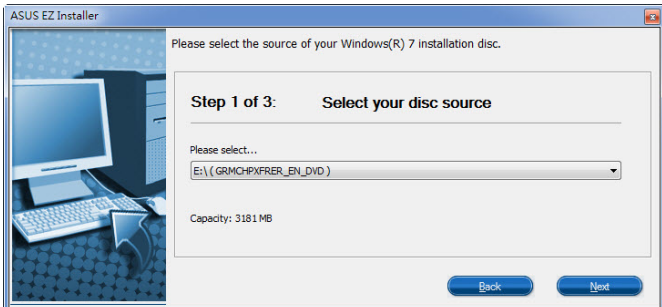 ASUS EZ Installer
Please select the source of your Windows(R) 7 installation disc.
Step 1 of 3: Select your disc source
Please select...
E:\ ( GRMCHPXFRER_EN_DVD )
Capacity: 3181 MB
Back Next